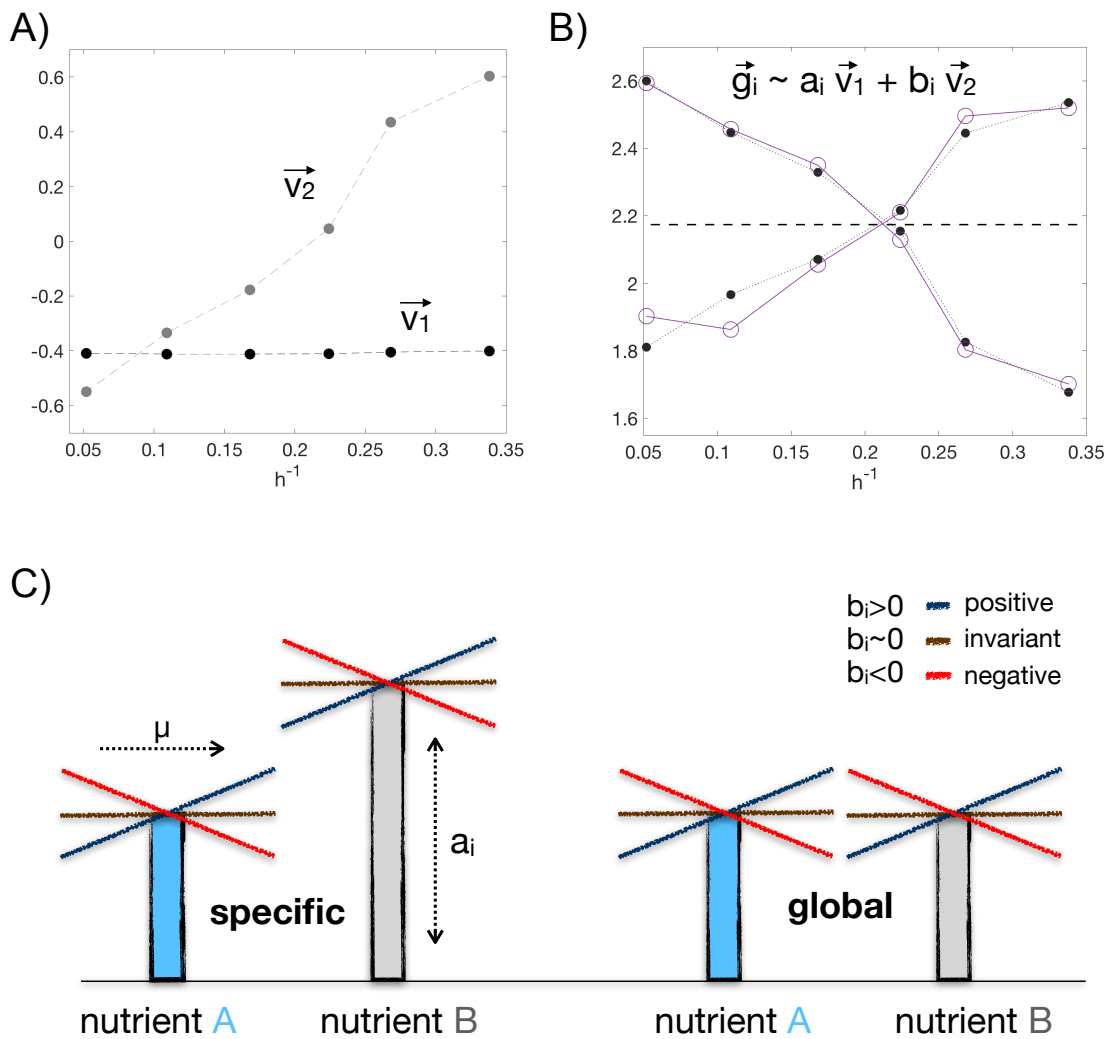 A)
0.6
0.4
0.2
0
-0.2
-0.4
-0.6
v2
v1
0.05 0.1 0.15 0.2 0.25 0.3 0.35
h⁻¹
B)
gi ~ ai v1 + bi v2
2.6
2.4
2.2
2
1.8
1.6
0.05 0.1 0.15 0.2 0.25 0.3 0.35
h⁻¹
C)
bi>0 positive
bi~0 invariant
bi<0 negative
μ
ai
specific
global
nutrient A
nutrient B
nutrient A
nutrient B